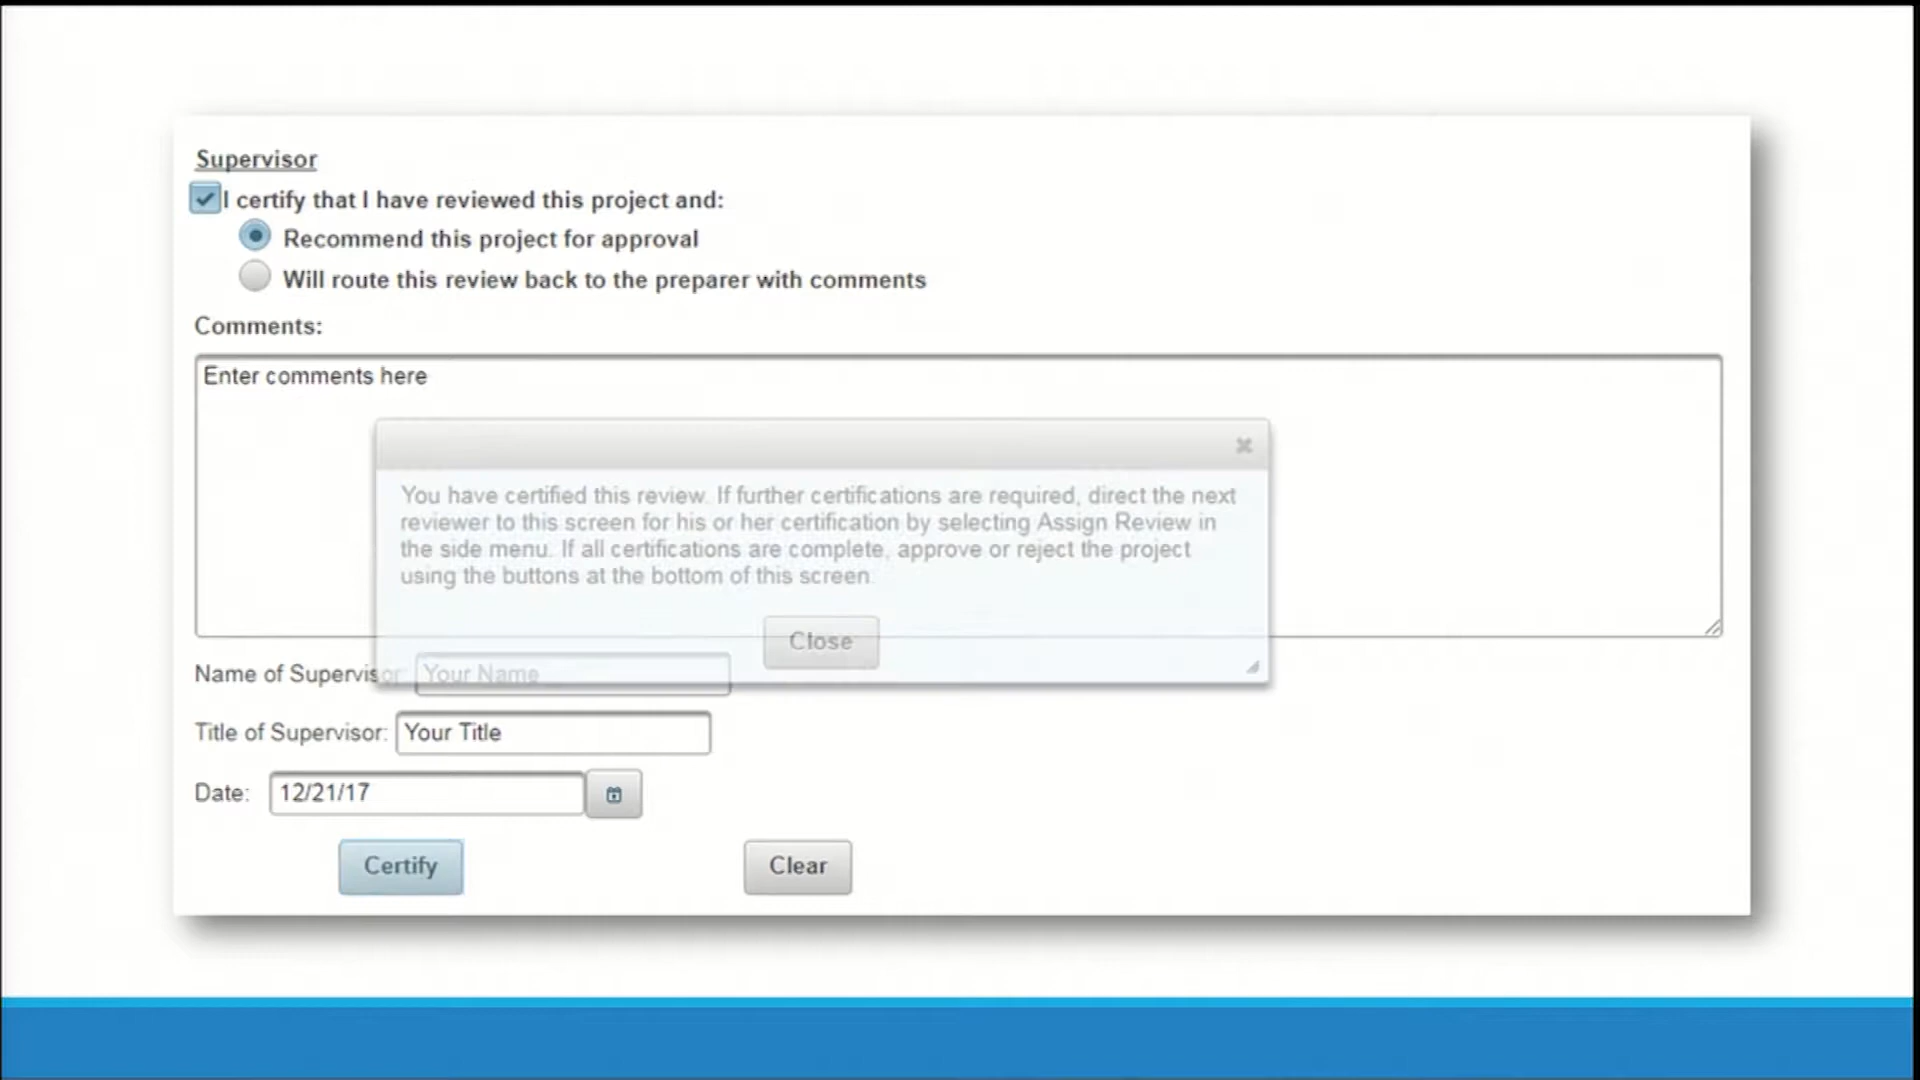 Supervisor
I certify that I have reviewed this project and:
Recommend this project for approval
Will route this review back to the preparer with comments
Comments:
Enter comments here
You have certified this review. If further certifications are required, direct the next
reviewer to this screen for his or her certification by selecting Assign Review in
the side menu. If all certifications are complete, approve or reject the project
using the buttons at the bottom of this screen.
Close
Name of Supervisor: Your Name
Title of Supervisor: Your Title
Date: 12/21/17
Certify Clear